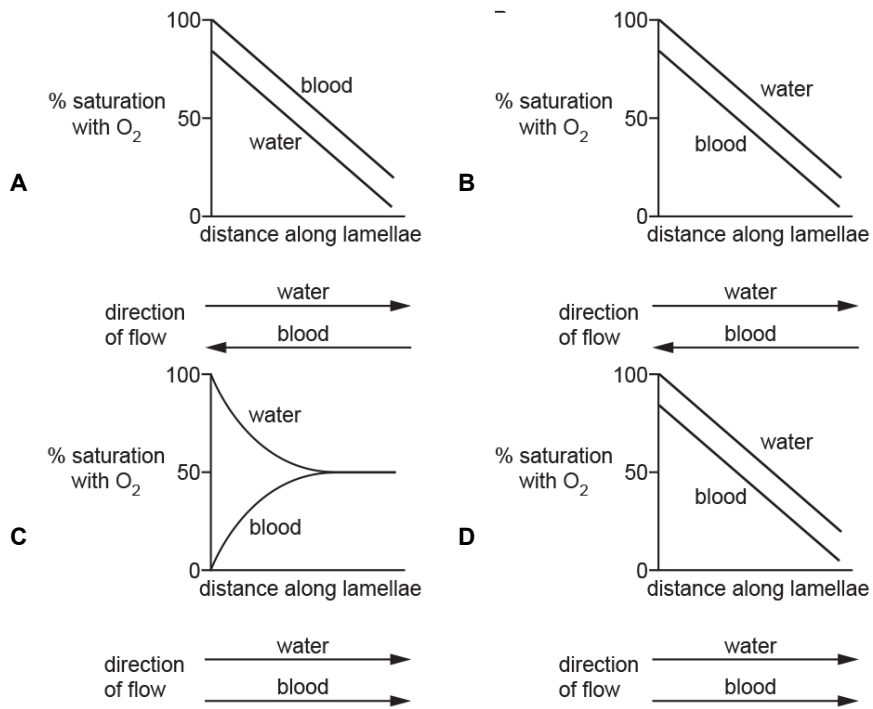 A
100
50
0
% saturation
with O2
blood
water
distance along lamellae
direction
of flow
water
blood
B
100
50
0
% saturation
with O2
water
blood
distance along lamellae
direction
of flow
water
blood
C
100
50
0
% saturation
with O2
water
blood
distance along lamellae
direction
of flow
water
blood
D
100
50
0
% saturation
with O2
water
blood
distance along lamellae
direction
of flow
water
blood